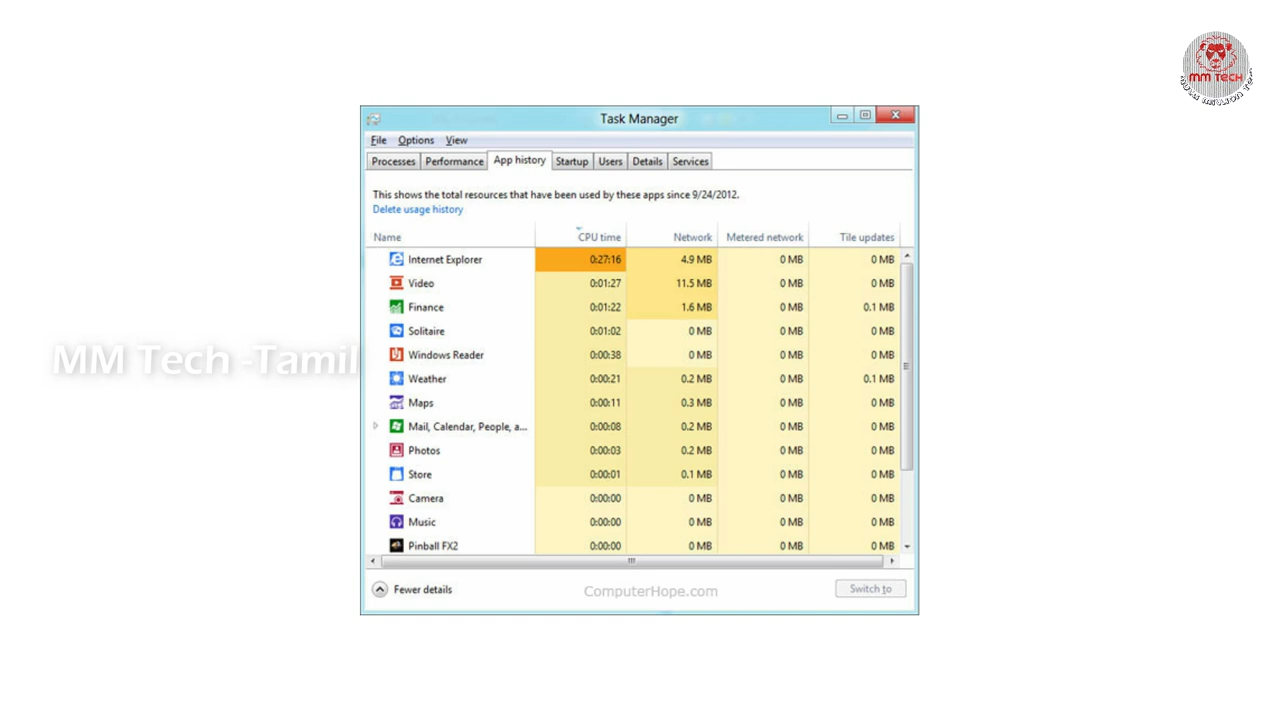 MM TECH
Task Manager
File Options View
Processes Performance App history Startup Users Details Services
This shows the total resources that have been used by these apps since 9/24/2012.
Delete usage history
Name CPU time Network Metered network Tile updates
Internet Explorer 0:27:16 4.9 MB 0 MB 0 MB
Video 0:01:27 11.5 MB 0 MB 0 MB
Finance 0:01:22 1.6 MB 0 MB 0.1 MB
Solitaire 0:01:02 0 MB 0 MB 0 MB
MM Tech -Tamil
Windows Reader 0:00:38 0 MB 0 MB 0 MB
Weather 0:00:21 0.2 MB 0 MB 0.1 MB
Maps 0:00:11 0.3 MB 0 MB 0 MB
Mail, Calendar, People, a... 0:00:08 0.2 MB 0 MB 0 MB
Photos 0:00:03 0.2 MB 0 MB 0 MB
Store 0:00:01 0.1 MB 0 MB 0 MB
Camera 0:00:00 0 MB 0 MB 0 MB
Music 0:00:00 0 MB 0 MB 0 MB
Pinball FX2 0:00:00 0 MB 0 MB 0 MB
Fewer details
ComputerHope.com
Switch to